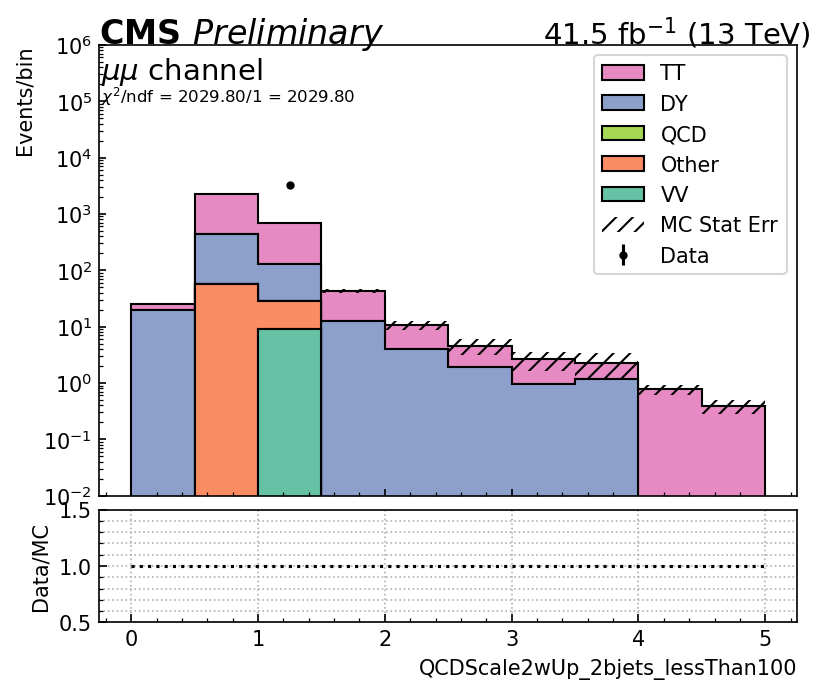 CMS Preliminary 41.5 fb⁻¹ (13 TeV)
μμ channel
χ²/ndf = 2029.80/1 = 2029.80
Events/bin
10⁶
10⁵
10⁴
10³
10²
10¹
10⁰
10⁻¹
10⁻²
TT
DY
QCD
Other
VV
MC Stat Err
Data
Data/MC
1.5
1.0
0.5
0 1 2 3 4 5
QCDScale2wUp_2bjets_lessThan100